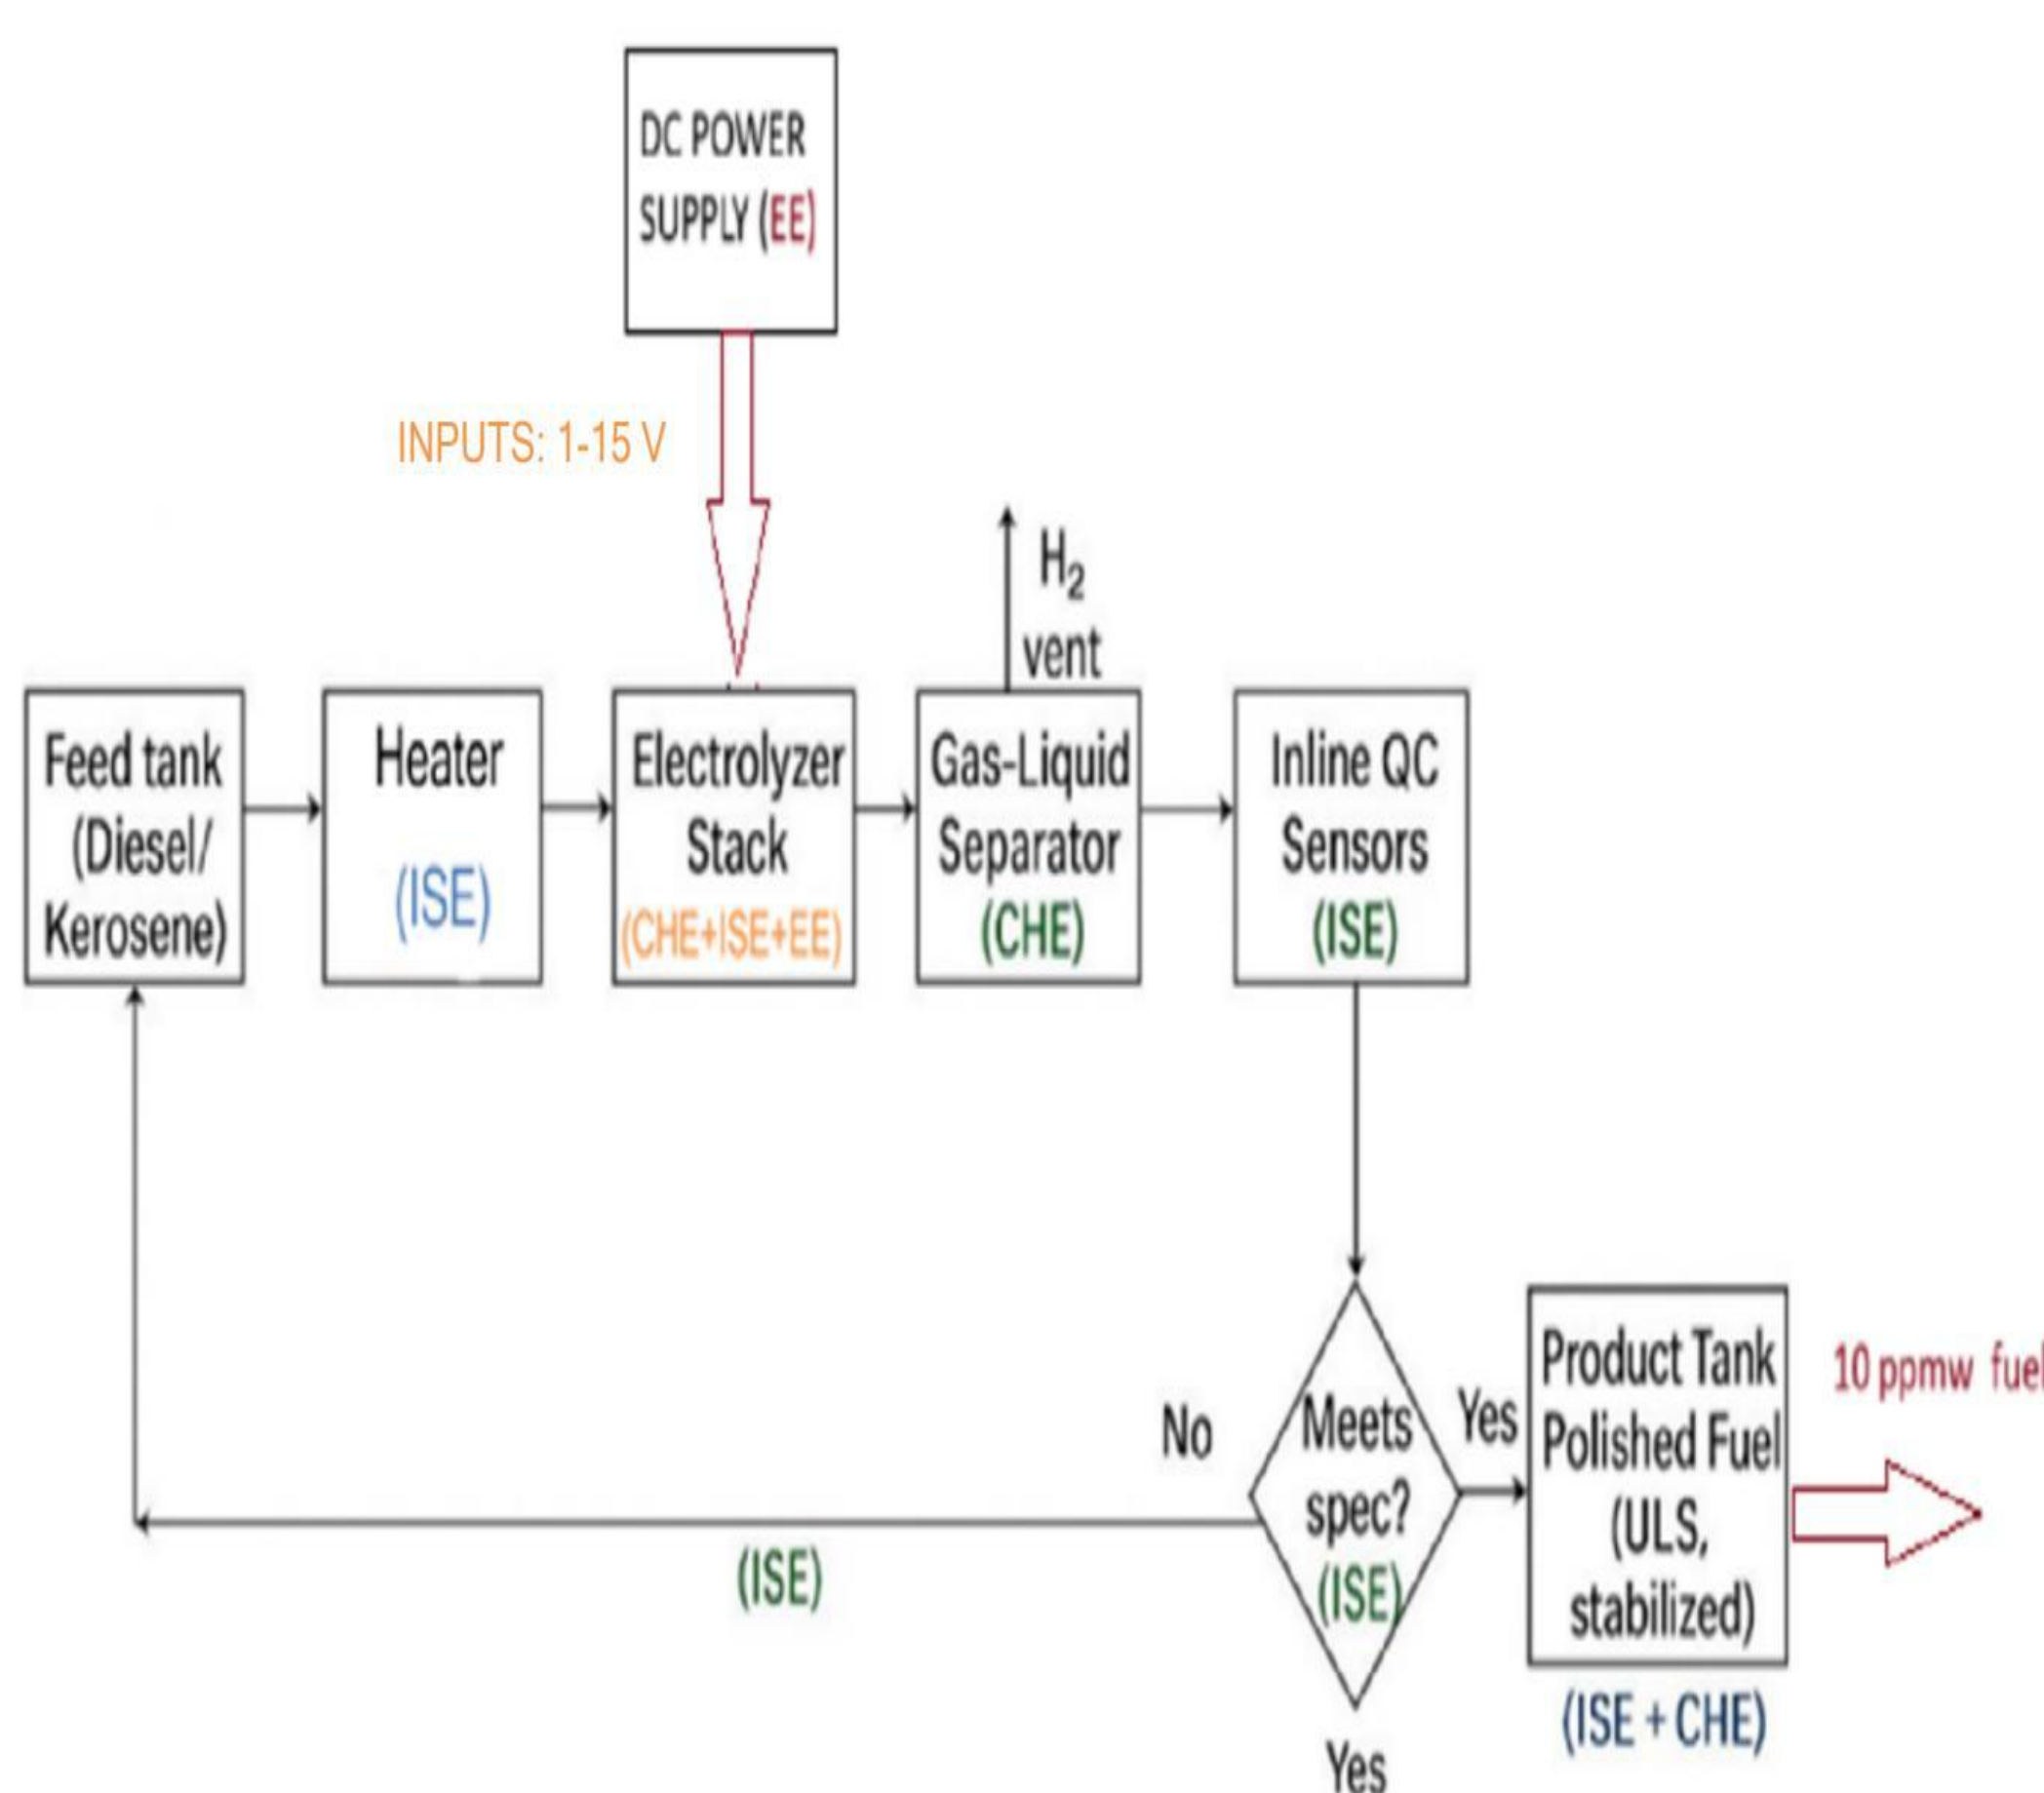 DC POWER
SUPPLY (EE)
INPUTS: 1-15 V
H₂
vent
Feed tank
(Diesel/
Kerosene)
Heater
(ISE)
Electrolyzer
Stack
(CHE+ISE+EE)
Gas-Liquid
Separator
(CHE)
Inline QC
Sensors
(ISE)
No
Meets
spec?
(ISE)
Yes
Product Tank
Polished Fuel
(ULS,
stabilized)
10 ppmw fuel
(ISE)
(ISE + CHE)
Yes